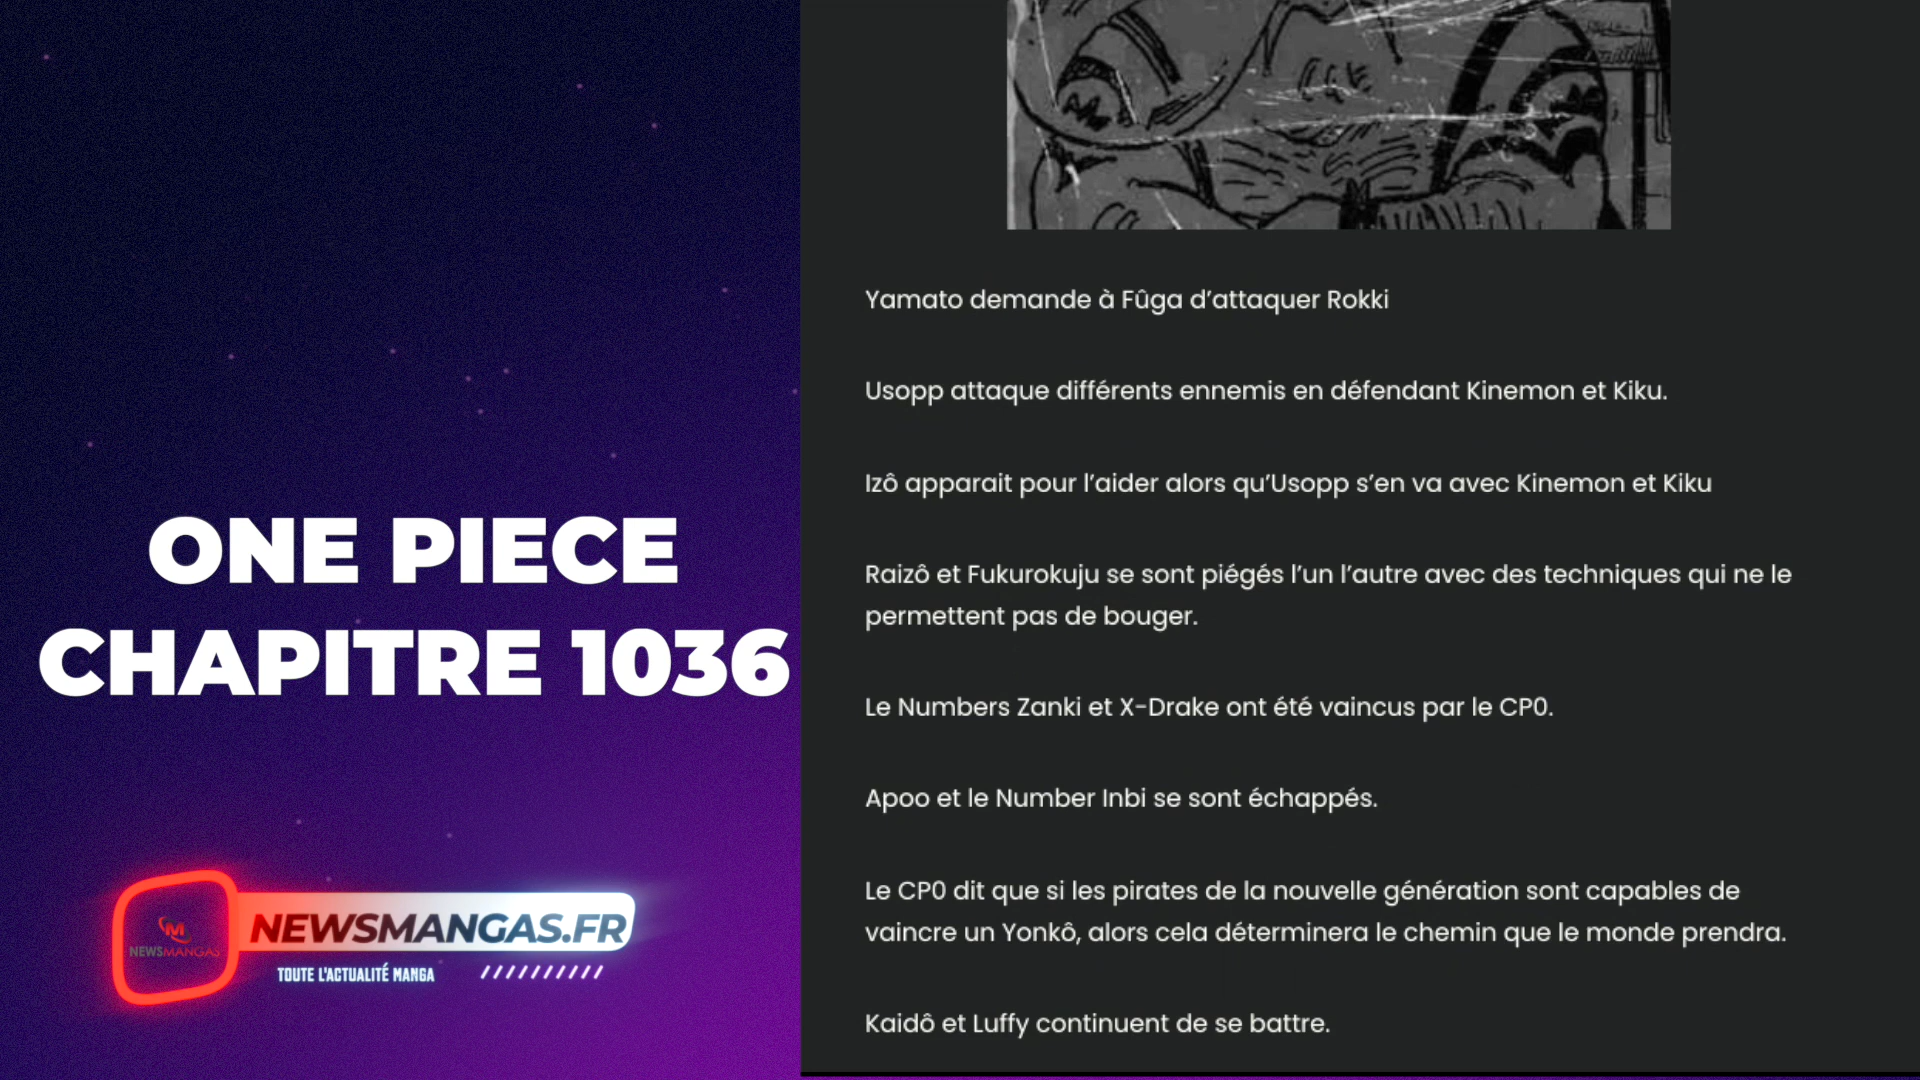 ONE PIECE
CHAPITRE 1036
NEWSMANGAS
NEWSMANGAS.FR
TOUTE L'ACTUALITÉ MANGA
Yamato demande à Fûga d’attaquer Rokki
Usopp attaque différents ennemis en défendant Kinemon et Kiku.
Izô apparait pour l’aider alors qu’Usopp s’en va avec Kinemon et Kiku
Raizô et Fukurokuju se sont piégés l’un l’autre avec des techniques qui ne le
permettent pas de bouger.
Le Numbers Zanki et X-Drake ont été vaincus par le CP0.
Apoo et le Number Inbi se sont échappés.
Le CP0 dit que si les pirates de la nouvelle génération sont capables de
vaincre un Yonkô, alors cela déterminera le chemin que le monde prendra.
Kaidô et Luffy continuent de se battre.